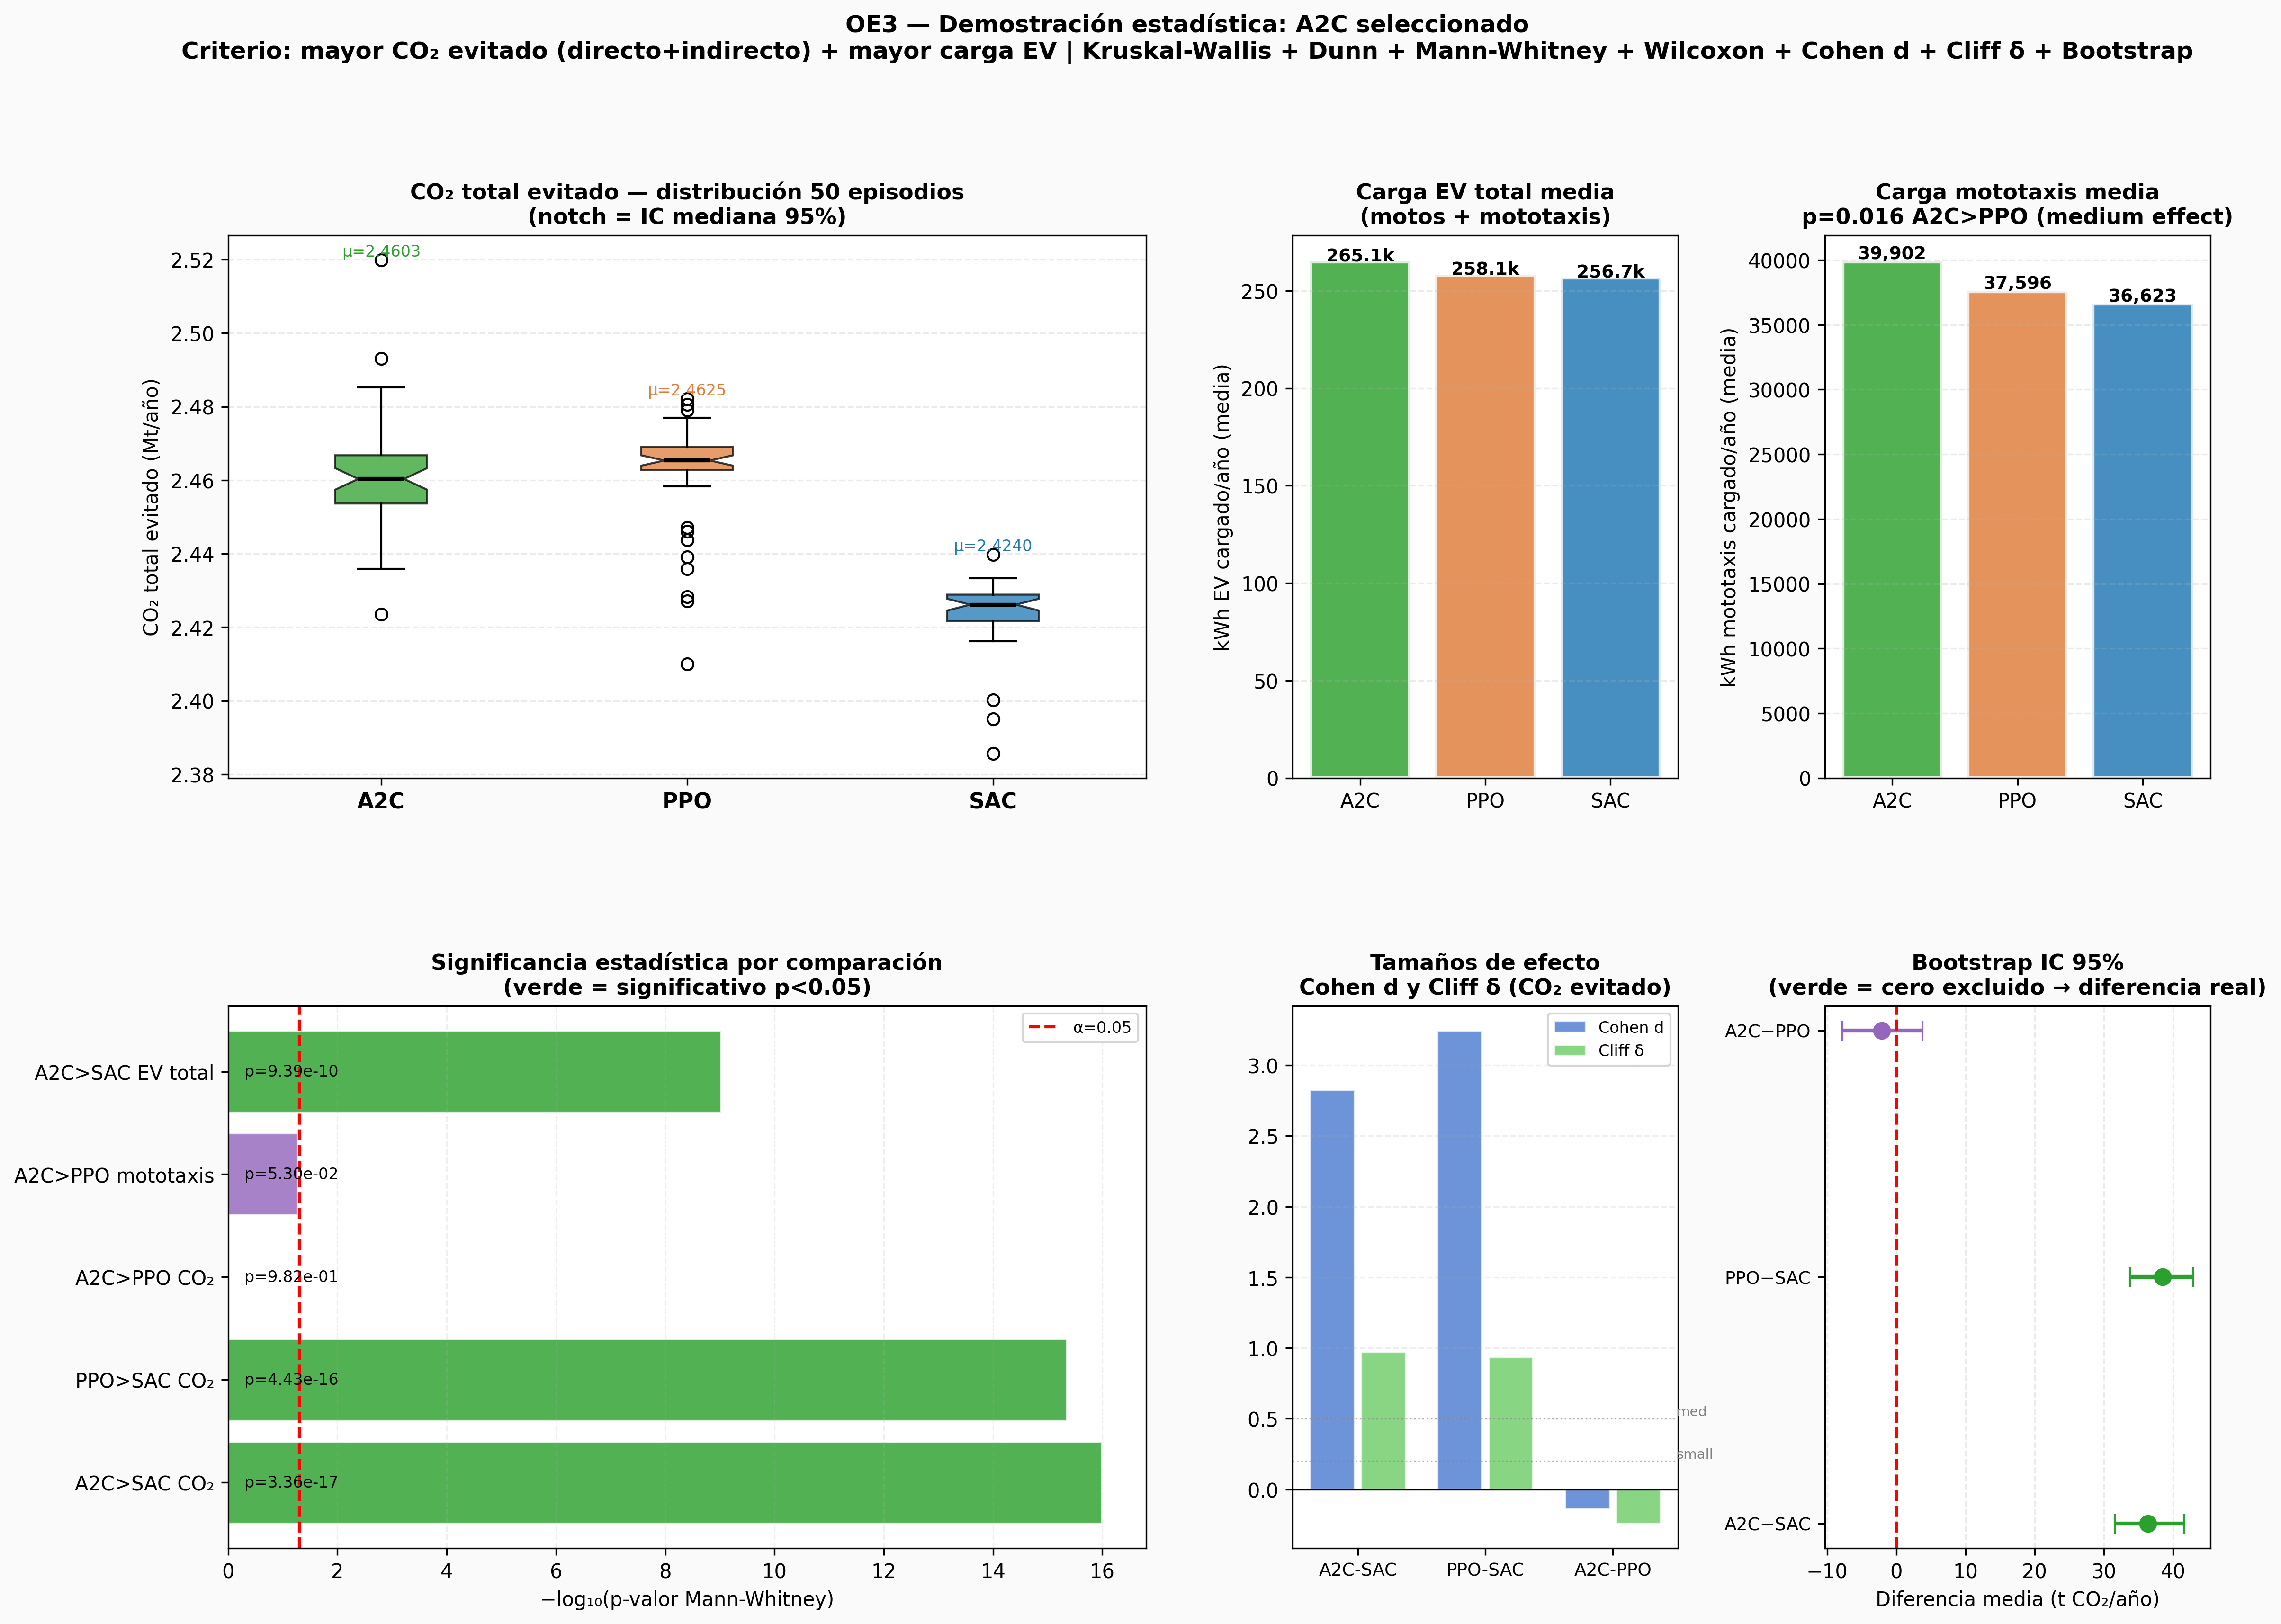 OE3 — Demostración estadística: A2C seleccionado
Criterio: mayor CO₂ evitado (directo+indirecto) + mayor carga EV | Kruskal-Wallis + Dunn + Mann-Whitney + Wilcoxon + Cohen d + Cliff δ + Bootstrap
CO₂ total evitado — distribución 50 episodios
(notch = IC mediana 95%)
CO₂ total evitado (Mt/año)
2.52
2.50
2.48
2.46
2.44
2.42
2.40
2.38
μ=2.4603
μ=2.4625
μ=2.4240
A2C
PPO
SAC
Carga EV total media
(motos + mototaxis)
kWh EV cargado/año (media)
250
200
150
100
50
0
265.1k
258.1k
256.7k
A2C
PPO
SAC
Carga mototaxis media
p=0.016 A2C>PPO (medium effect)
kWh mototaxis cargado/año (media)
40000
35000
30000
25000
20000
15000
10000
5000
0
39,902
37,596
36,623
A2C
PPO
SAC
Significancia estadística por comparación
(verde = significativo p<0.05)
α=0.05
A2C>SAC EV total
p=9.39e-10
A2C>PPO mototaxis
p=5.30e-02
A2C>PPO CO₂
p=9.82e-01
PPO>SAC CO₂
p=4.43e-16
A2C>SAC CO₂
p=3.36e-17
0
2
4
6
8
10
12
14
16
−log₁₀(p-valor Mann-Whitney)
Tamaños de efecto
Cohen d y Cliff δ (CO₂ evitado)
Cohen d
Cliff δ
3.0
2.5
2.0
1.5
1.0
0.5
0.0
med
small
A2C-SAC
PPO-SAC
A2C-PPO
Bootstrap IC 95%
(verde = cero excluido → diferencia real)
A2C−PPO
PPO−SAC
A2C−SAC
−10
0
10
20
30
40
Diferencia media (t CO₂/año)